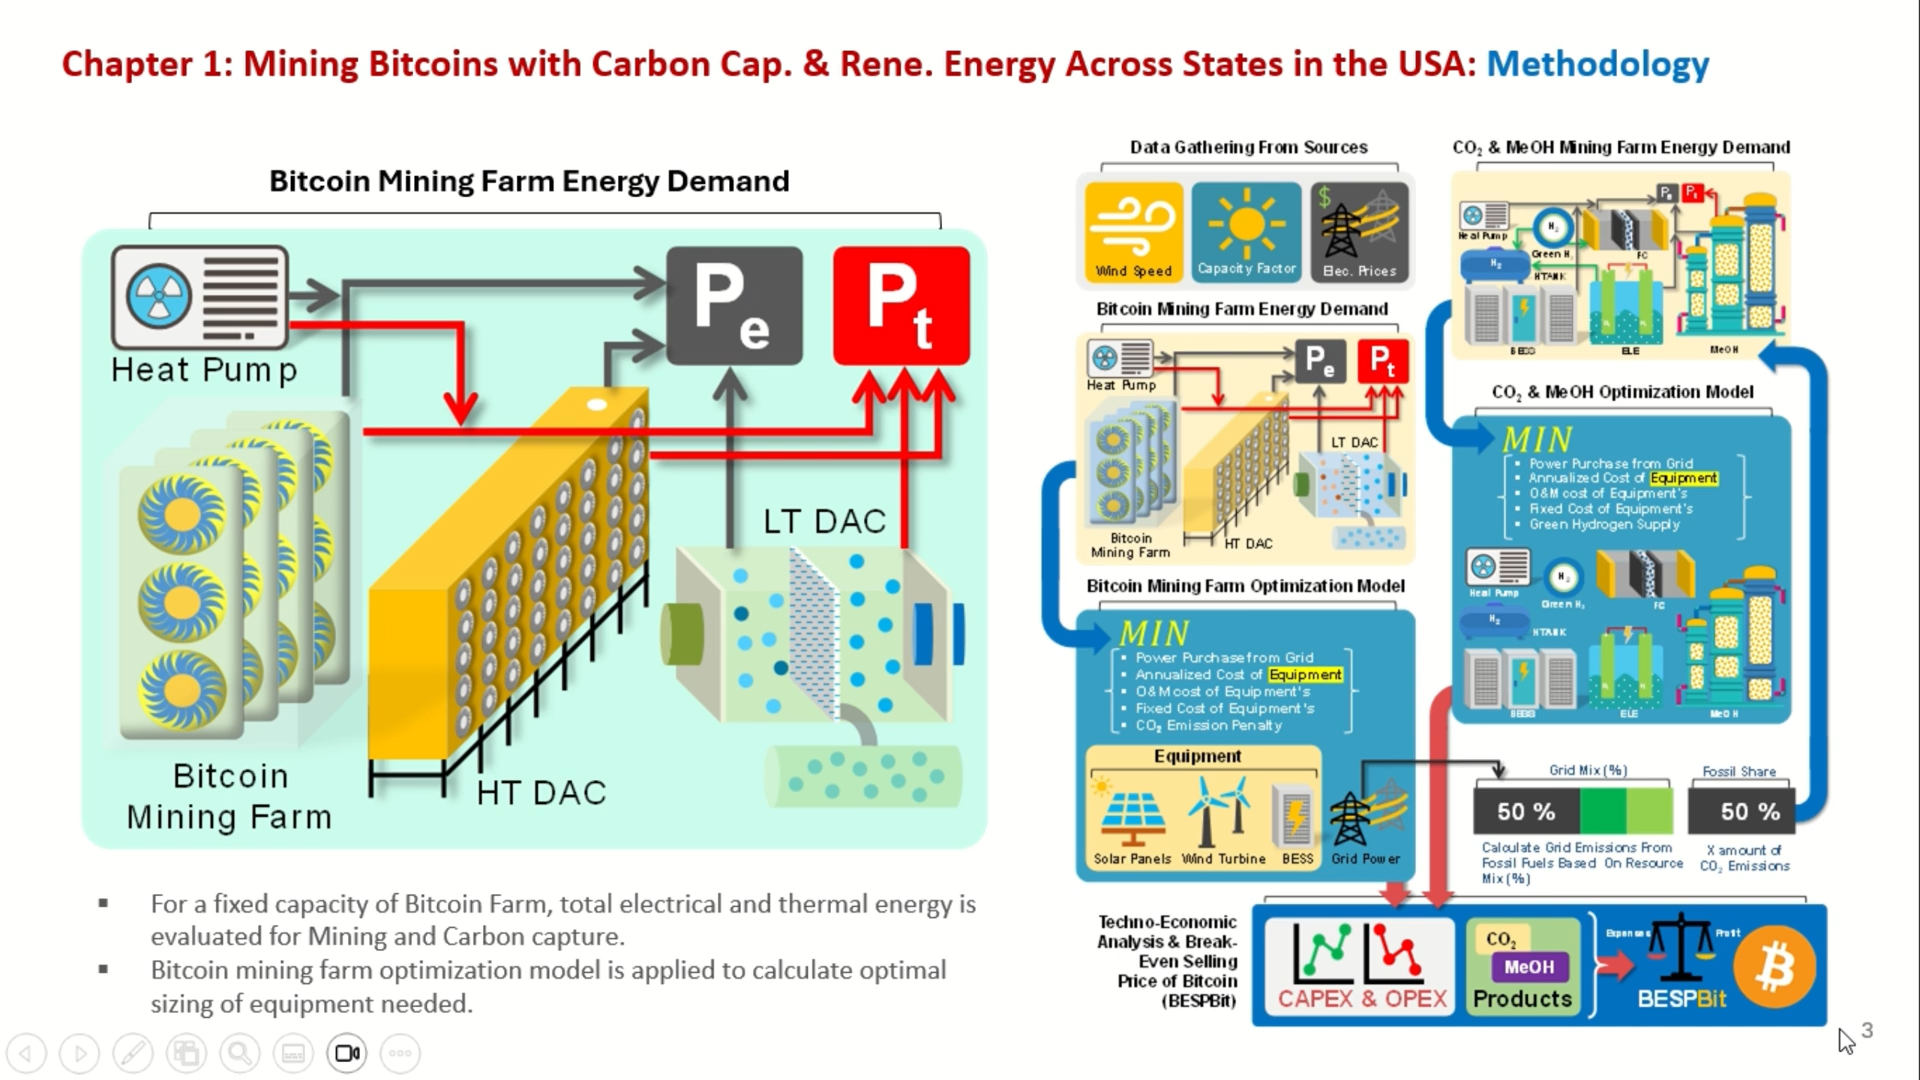 Chapter 1: Mining Bitcoins with Carbon Cap. & Rene. Energy Across States in the USA: Methodology
Bitcoin Mining Farm Energy Demand
Heat Pump
Pe
Pt
LT DAC
Bitcoin
Mining Farm
HT DAC
For a fixed capacity of Bitcoin Farm, total electrical and thermal energy is
evaluated for Mining and Carbon capture.
Bitcoin mining farm optimization model is applied to calculate optimal
sizing of equipment needed.
Data Gathering From Sources
Wind Speed
Capacity Factor
$
Elec. Prices
Bitcoin Mining Farm Energy Demand
Heat Pump
Pe
Pt
LT DAC
Bitcoin
Mining Farm
HT DAC
Bitcoin Mining Farm Optimization Model
MIN
Power Purchase from Grid
Annualized Cost of Equipment
O&M cost of Equipment's
Fixed Cost of Equipment's
CO₂ Emission Penalty
Equipment
Solar Panels
Wind Turbine
BESS
Grid Power
CO₂ & MeOH Mining Farm Energy Demand
Pe
Pt
Heat Pump
H₂
Green H₂
FC
H₂
HTANK
BESS
ELE
MeOH
CO₂ & MeOH Optimization Model
MIN
Power Purchase from Grid
Annualized Cost of Equipment
O&M cost of Equipment's
Fixed Cost of Equipment's
Green Hydrogen Supply
Heat Pump
H₂
Green H₂
FC
H₂
HTANK
BESS
ELE
MeOH
Grid Mix (%)
50 %
Calculate Grid Emissions From
Fossil Fuels Based On Resource
Mix (%)
Fossil Share
50 %
X amount of
CO₂ Emissions
Techno-Economic
Analysis & Break-
Even Selling
Price of Bitcoin
(BESPBit)
CAPEX & OPEX
CO₂
MeOH
Products
Expenses
Profit
BESPBit
3